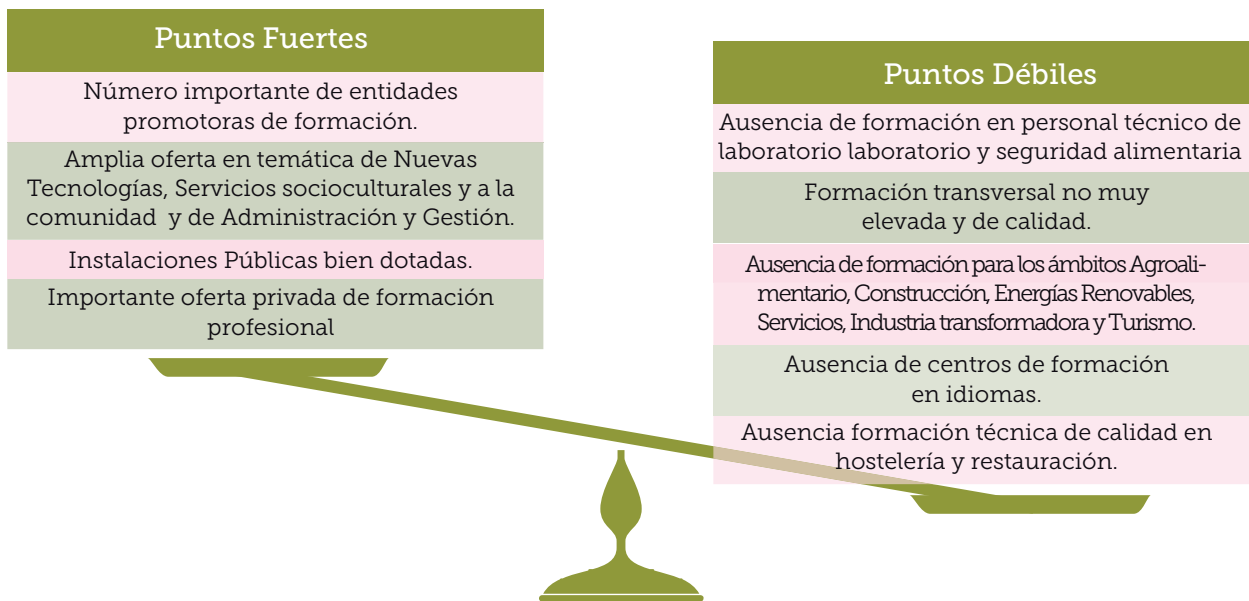 Puntos Fuertes
Número importante de entidades
promotoras de formación.
Amplia oferta en temática de Nuevas
Tecnologías, Servicios socioculturales y a la
comunidad y de Administración y Gestión.
Instalaciones Públicas bien dotadas.
Importante oferta privada de formación
profesional
Puntos Débiles
Ausencia de formación en personal técnico de
laboratorio laboratorio y seguridad alimentaria
Formación transversal no muy
elevada y de calidad.
Ausencia de formación para los ámbitos Agroali-
mentario, Construcción, Energías Renovables,
Servicios, Industria transformadora y Turismo.
Ausencia de centros de formación
en idiomas.
Ausencia formación técnica de calidad en
hostelería y restauración.